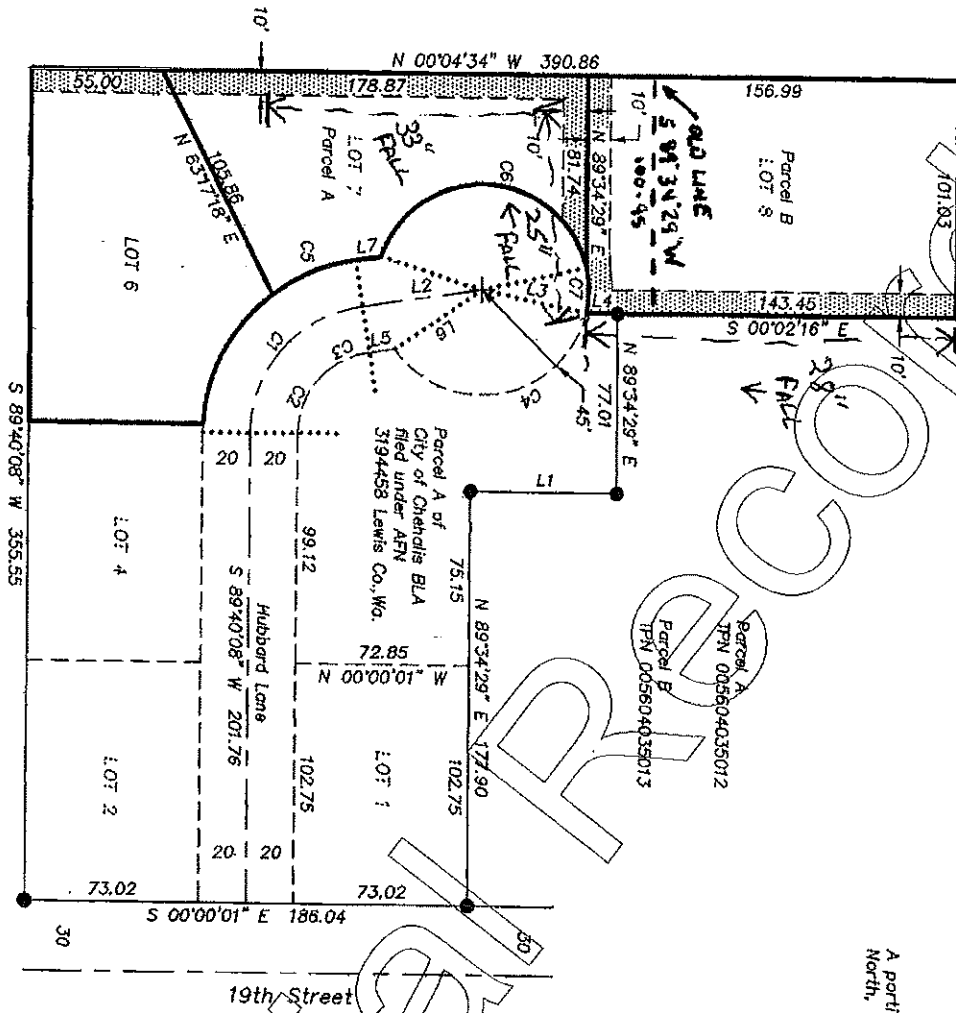 10'
N 00°04'34" W 390.86
55.00
178.87
156.99
101.03
10'
10'
81.74
N 89°34'29" E
OLD LINE
S 89°34'29" W
100.45
Parcel B
LOT 8
33"
FALL
LOT 7
Parcel A
C6
25"
FALL
105.86
N 63°17'18" E
LOT 6
C5
L7
L2
L3
C7
L4
143.45
S 00°02'16" E
10'
28"
FALL
C1
C3
L5
L6
C2
C4
45'
N 89°34'29" E
77.01
L1
Parcel A of
City of Chehalis BLA
filed under AFN
3194458 Lewis Co.,Wa.
20
20
99.12
75.15
N 89°34'29" E 177.90
Parcel A
TPN 005604035012
Parcel B
TPN 005604035013
S 89°40'08" W 355.55
LOT 4
Hubbard Lane
S 89°40'08" W 201.76
72.85
N 00°00'01" W
LOT 2
102.75
LOT 1
102.75
20
20
73.02
73.02
S 00°00'01" E 186.04
30
30
19th Street
A porti
North,
al Recor